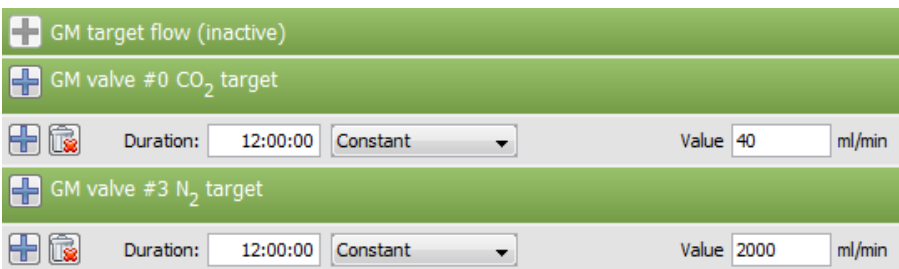 GM target flow (inactive)
GM valve #0 CO₂ target
Duration: 12:00:00 Constant Value 40 ml/min
GM valve #3 N₂ target
Duration: 12:00:00 Constant Value 2000 ml/min